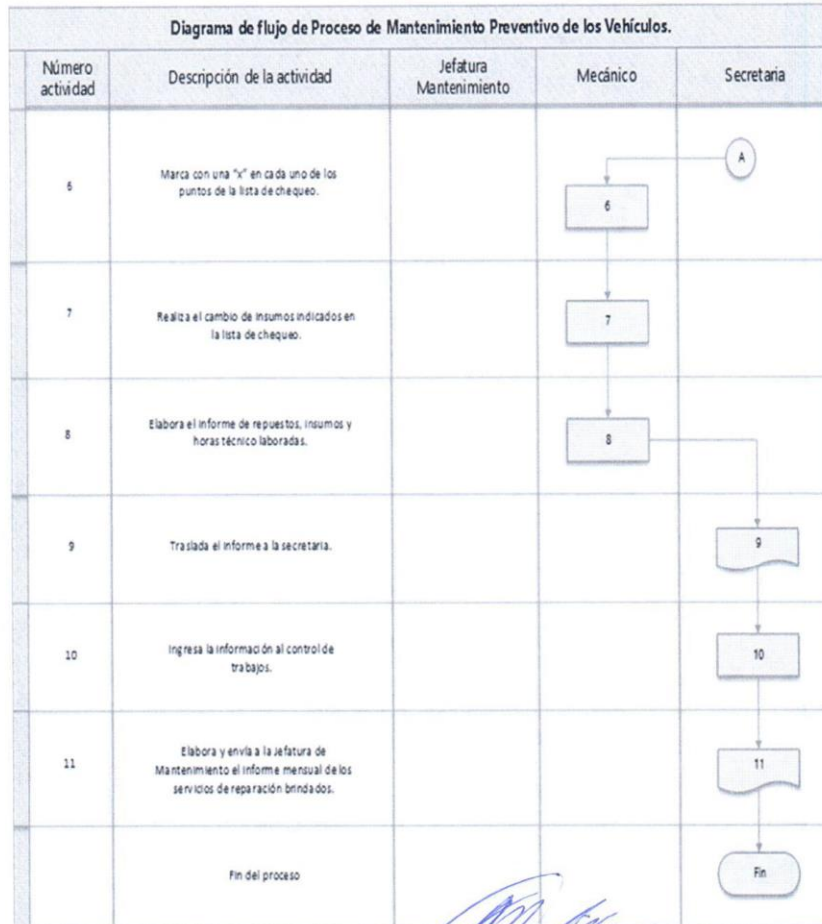 Diagrama de flujo de Proceso de Mantenimiento Preventivo de los Vehículos.
Número
actividad
Descripción de la actividad
Jefatura
Mantenimiento
Mecánico
Secretaria
6
Marca con una "x" en cada uno de los
puntos de la lista de chequeo.
A
6
7
Realiza el cambio de insumos indicados en
la lista de chequeo.
7
8
Elabora el informe de repuestos, insumos y
horas técnico laboradas.
8
9
Traslada el informe a la secretaria.
9
10
Ingresa la información al control de
trabajos.
10
11
Elabora y envía a la Jefatura de
Mantenimiento el informe mensual de los
servicios de reparación brindados.
11
Fin del proceso
Fin